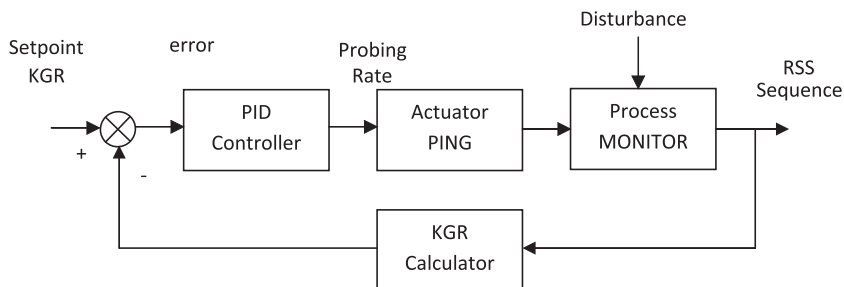 Setpoint
KGR
error
Probing
Rate
Disturbance
RSS
Sequence
PID
Controller
Actuator
PING
Process
MONITOR
+
-
KGR
Calculator